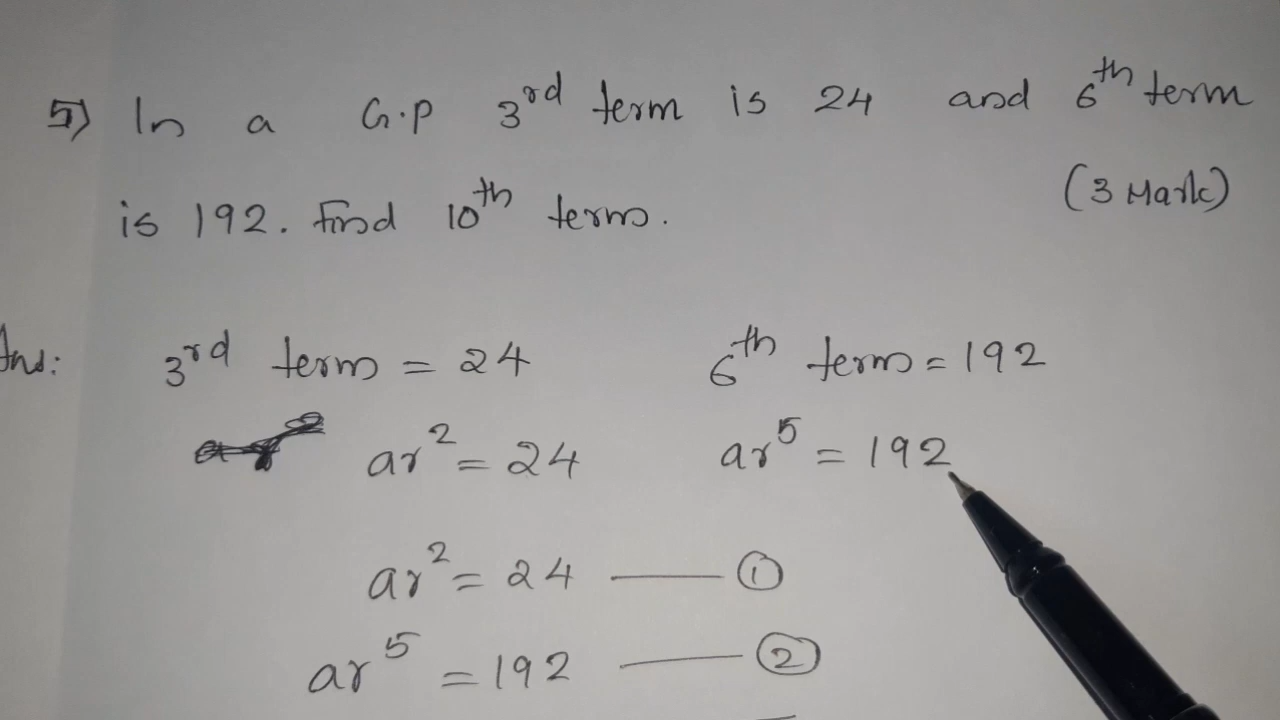 5) In a G.P 3rd term is 24 and 6th term
is 192. Find 10th term. (3 Mark)
Ans: 3rd term = 24 6th term = 192
ar² = 24 ar⁵ = 192
ar² = 24 —— ①
ar⁵ = 192 —— ②